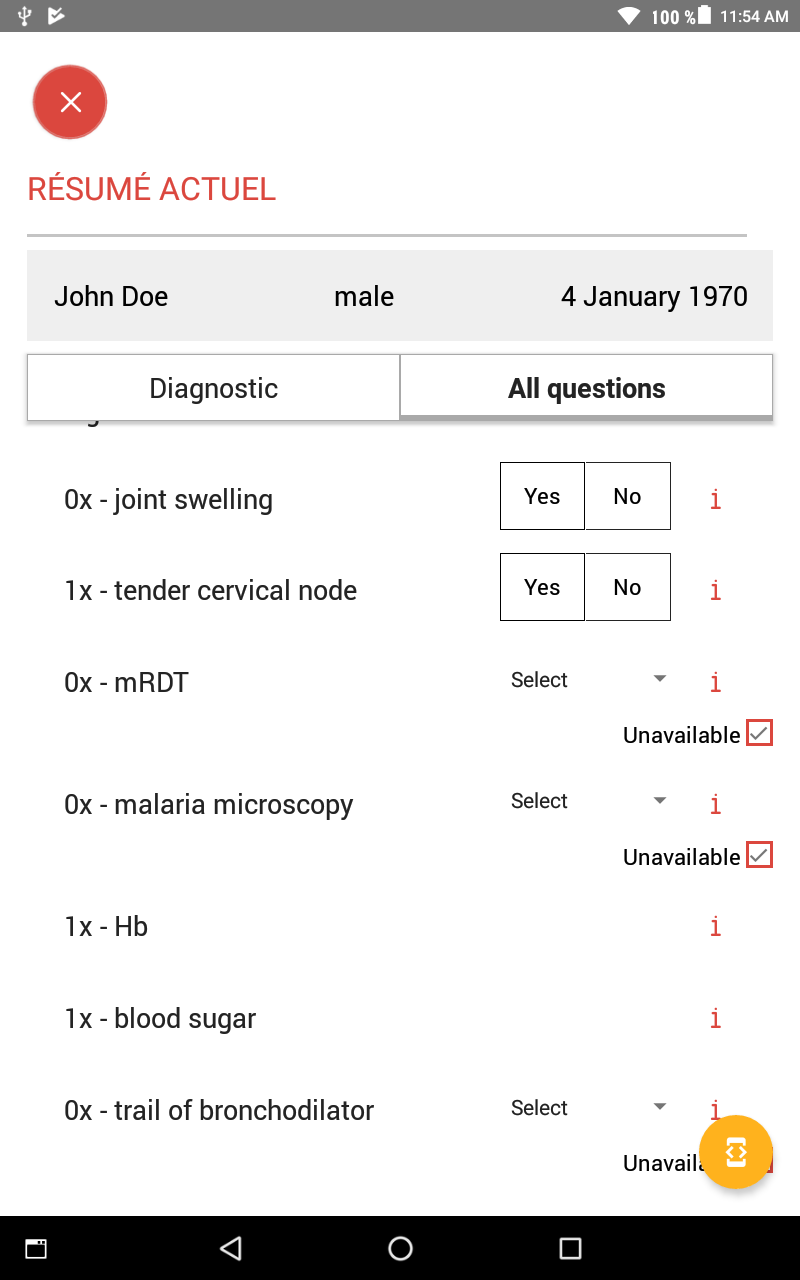 100 % 11:54 AM
RÉSUMÉ ACTUEL
John Doe male 4 January 1970
Diagnostic All questions
0x - joint swelling Yes No i
1x - tender cervical node Yes No i
0x - mRDT Select i
Unavailable
0x - malaria microscopy Select i
Unavailable
1x - Hb i
1x - blood sugar i
0x - trail of bronchodilator Select i